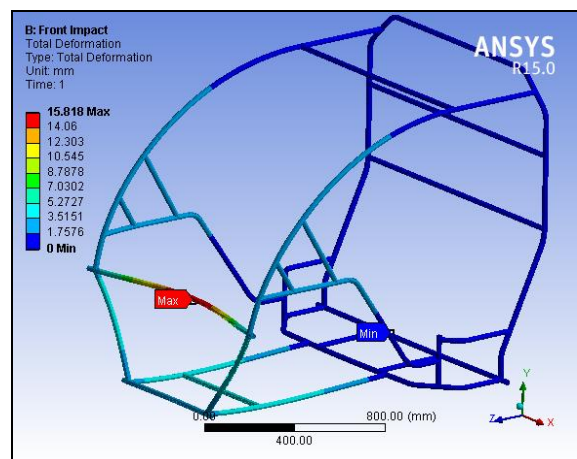 B: Front Impact
Total Deformation
Type: Total Deformation
Unit: mm
Time: 1
15.818 Max
14.06
12.303
10.545
8.7878
7.0302
5.2727
3.5151
1.7576
0 Min
ANSYS
R15.0
Max
Min
0.00
800.00 (mm)
400.00
Y
Z
X